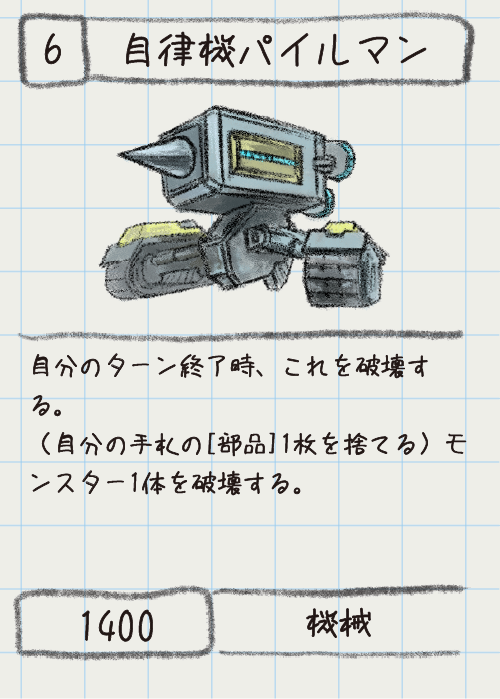 6 自律機パイルマン
自分のターン終了時、これを破壊す
る。
（自分の手札の[部品]1枚を捨てる）モ
ンスター1体を破壊する。
1400 機械